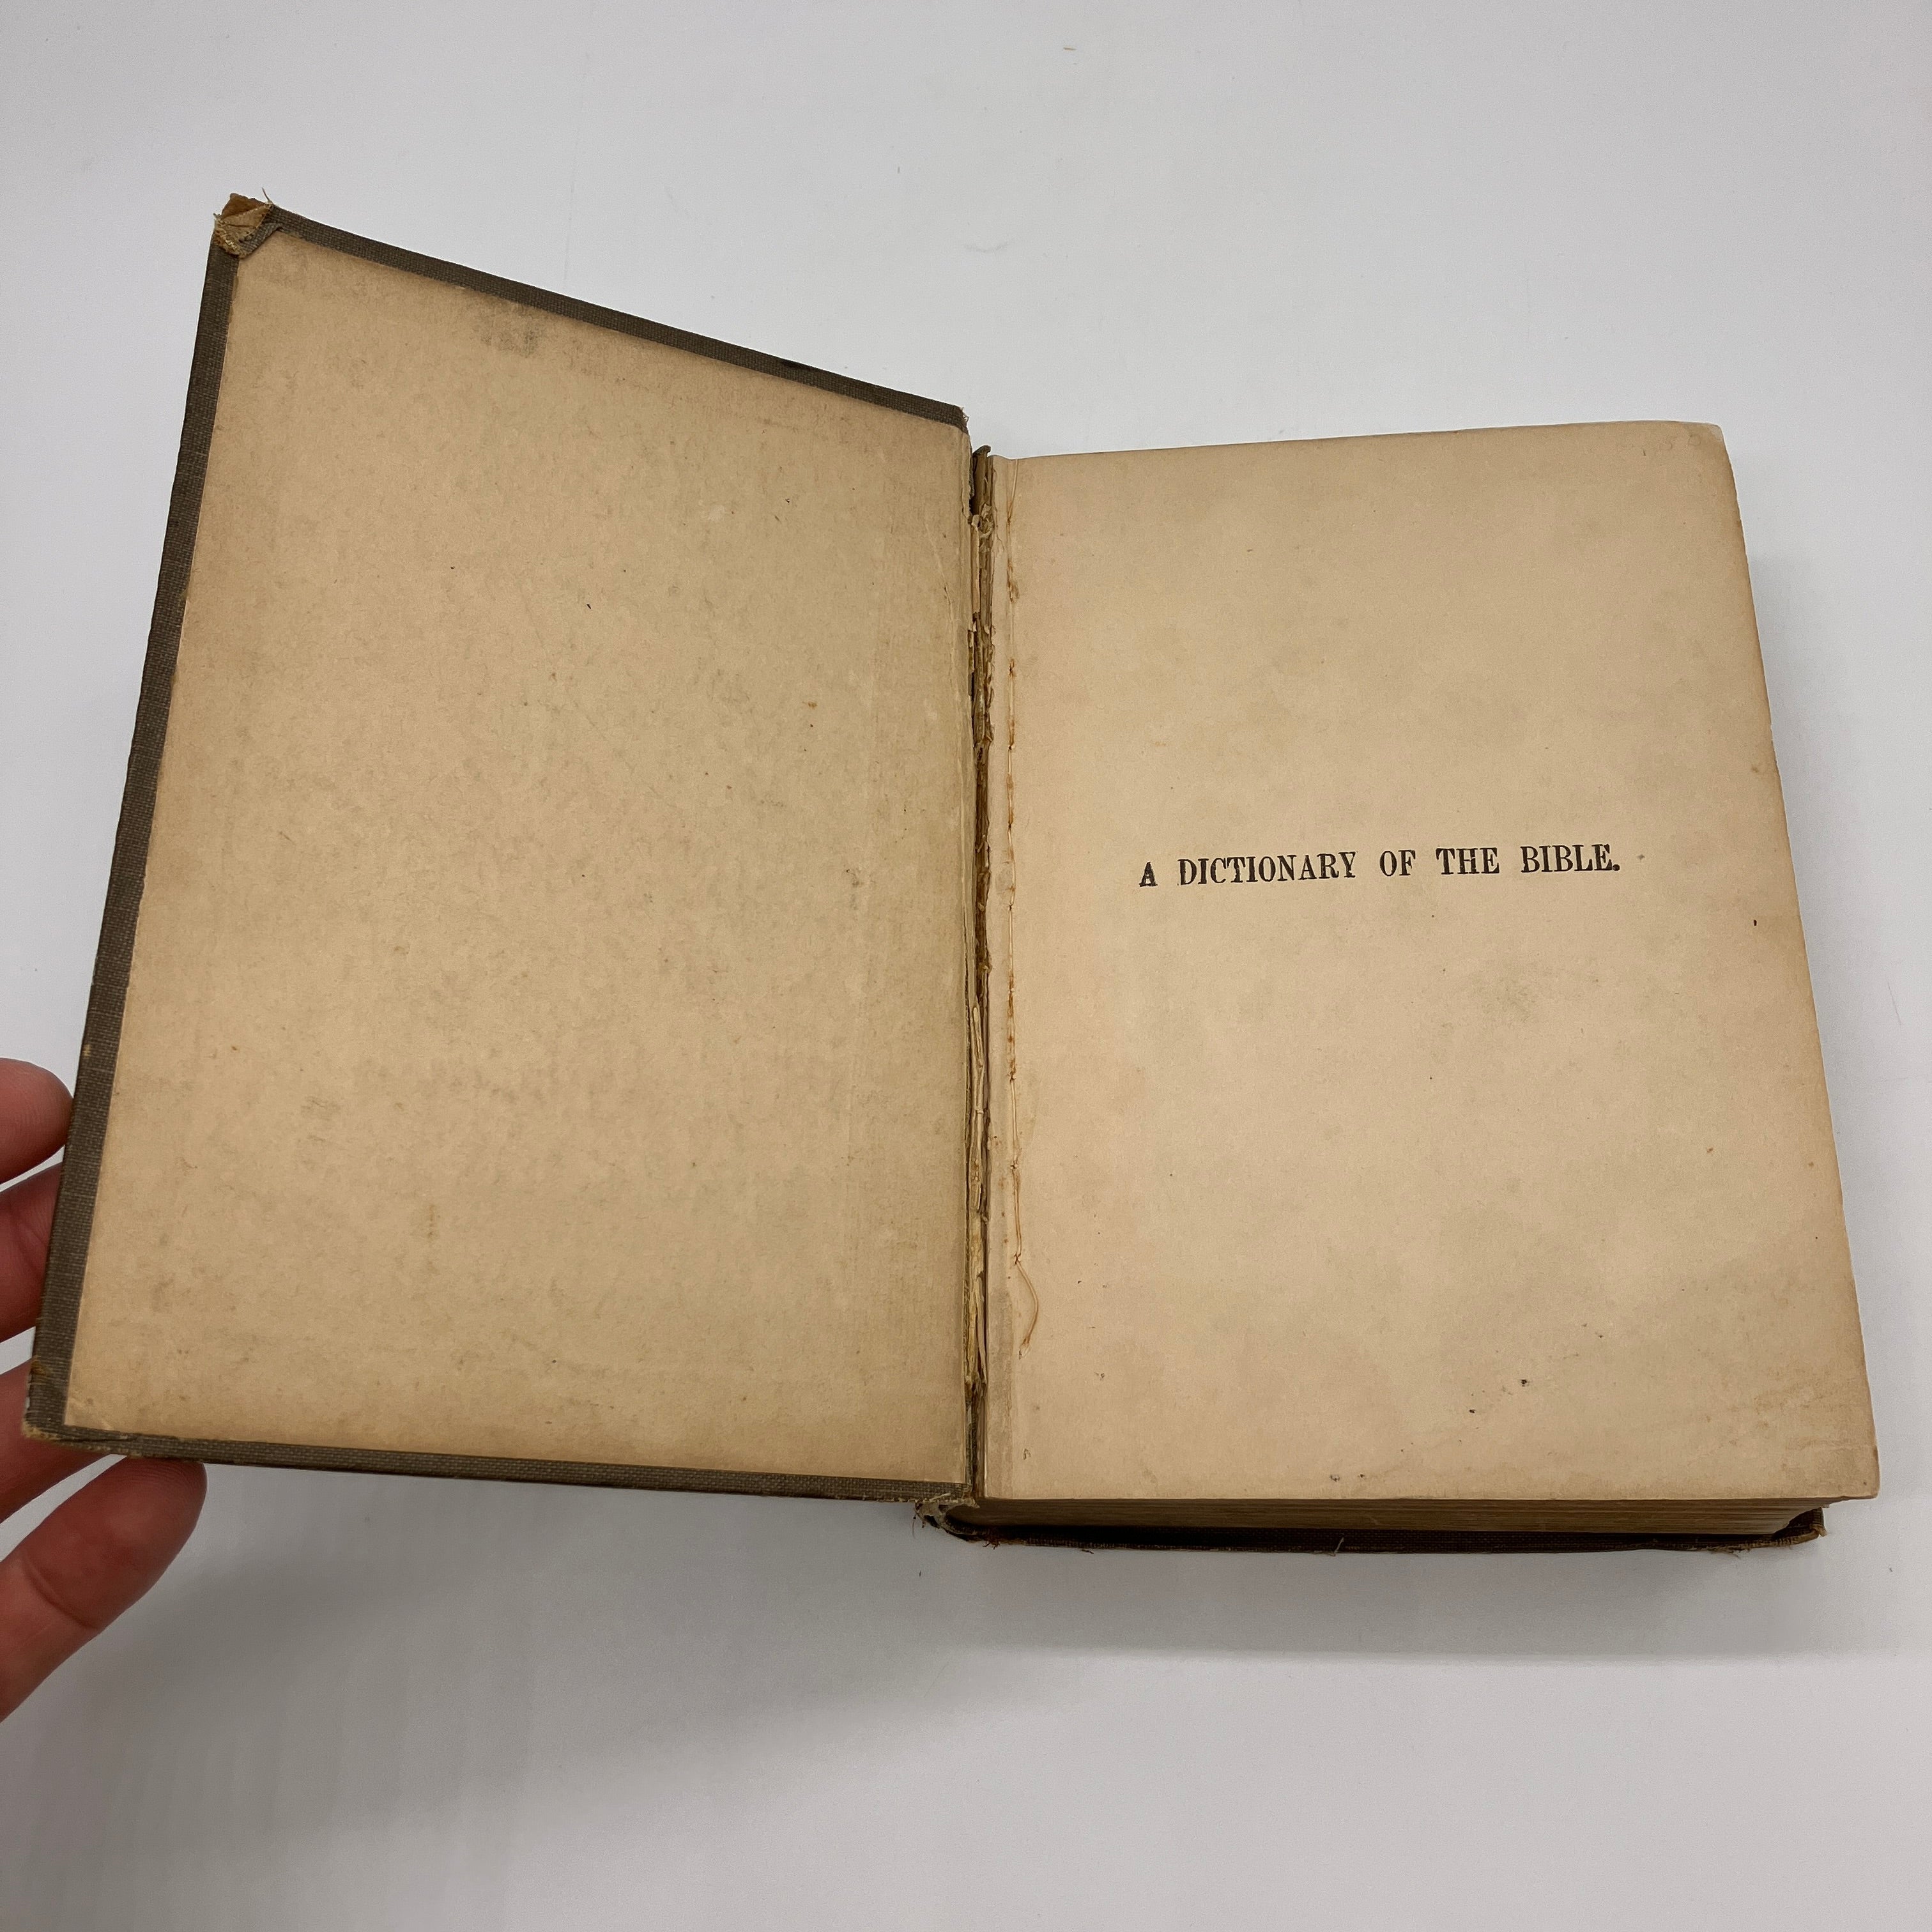 A DICTIONARY OF THE BIBLE.